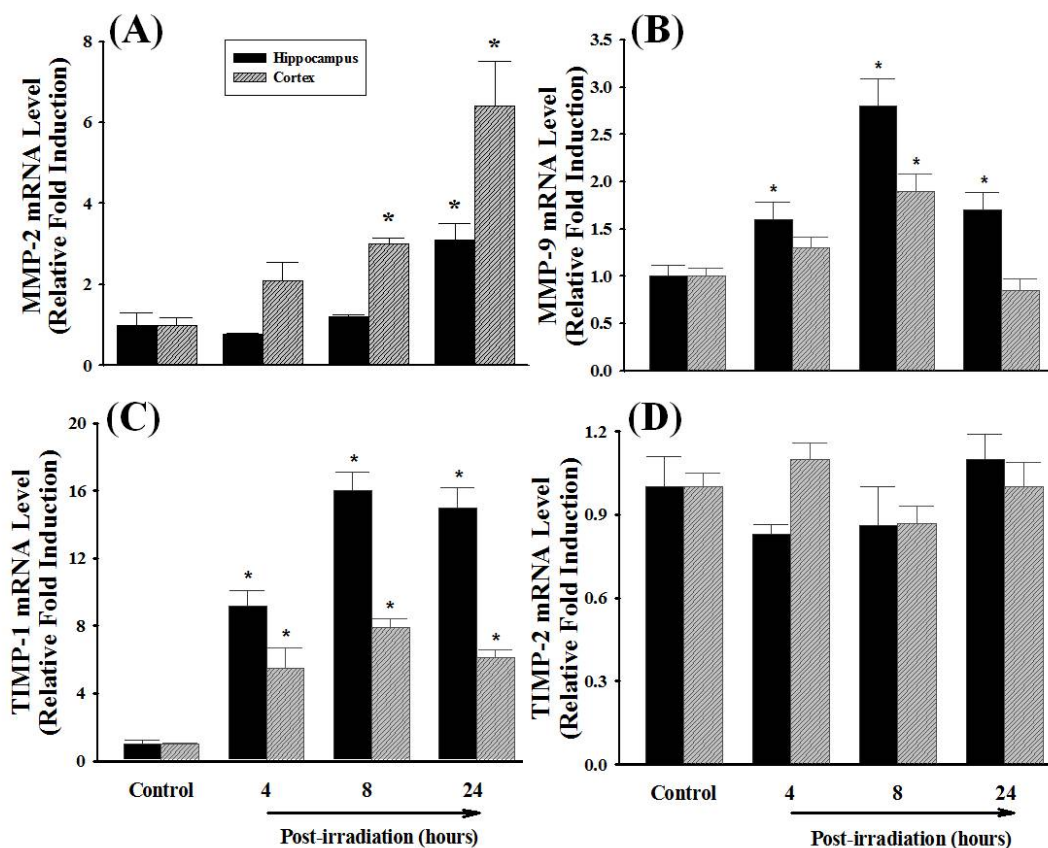 (A)
MMP-2 mRNA Level
(Relative Fold Induction)
8
6
4
2
0
Hippocampus
Cortex
*
*
*
(B)
MMP-9 mRNA Level
(Relative Fold Induction)
3.5
3.0
2.5
2.0
1.5
1.0
0.5
0.0
*
*
*
*
(C)
TIMP-1 mRNA Level
(Relative Fold Induction)
20
16
12
8
4
0
*
*
*
*
*
*
Control 4 8 24
Post-irradiation (hours)
(D)
TIMP-2 mRNA Level
(Relative Fold Induction)
1.2
0.9
0.6
0.3
0.0
Control 4 8 24
Post-irradiation (hours)